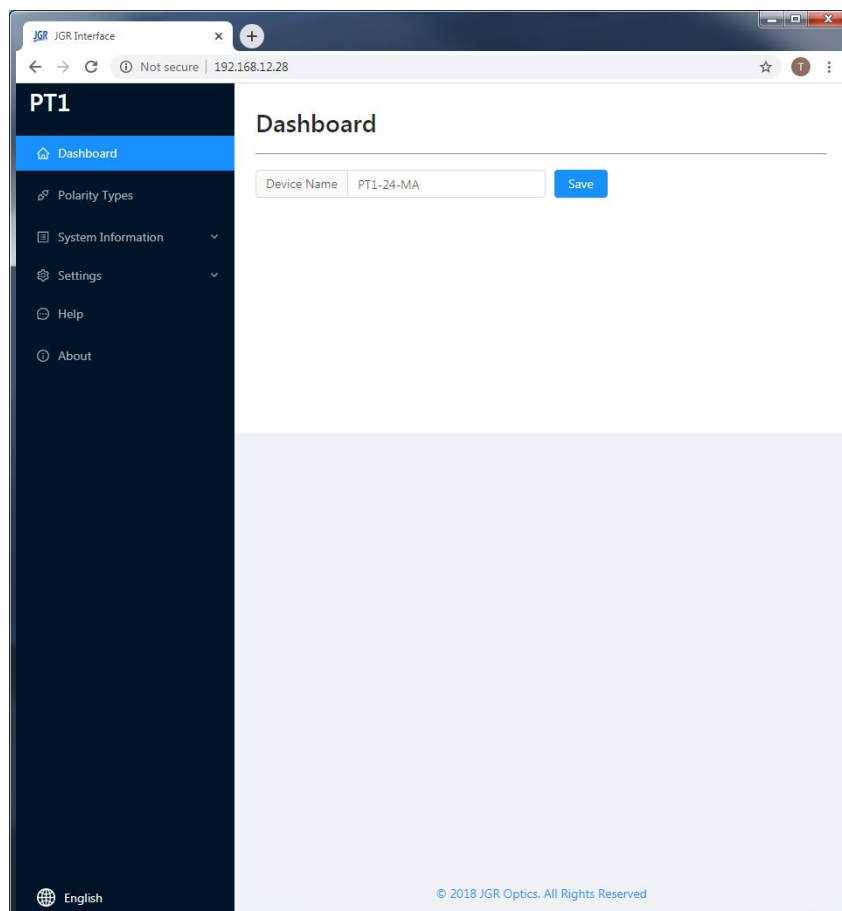 JGR JGR Interface
Not secure | 192.168.12.28
T
PT1
Dashboard
Dashboard
Device Name PT1-24-MA Save
Polarity Types
System Information
Settings
Help
About
English
© 2018 JGR Optics. All Rights Reserved